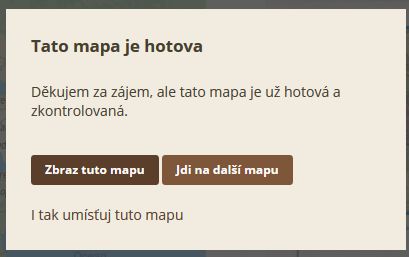 Tato mapa je hotova
Děkujem za zájem, ale tato mapa je už hotová a
zkontrolovaná.
Zbraz tuto mapu
Jdi na další mapu
I tak umísťuj tuto mapu